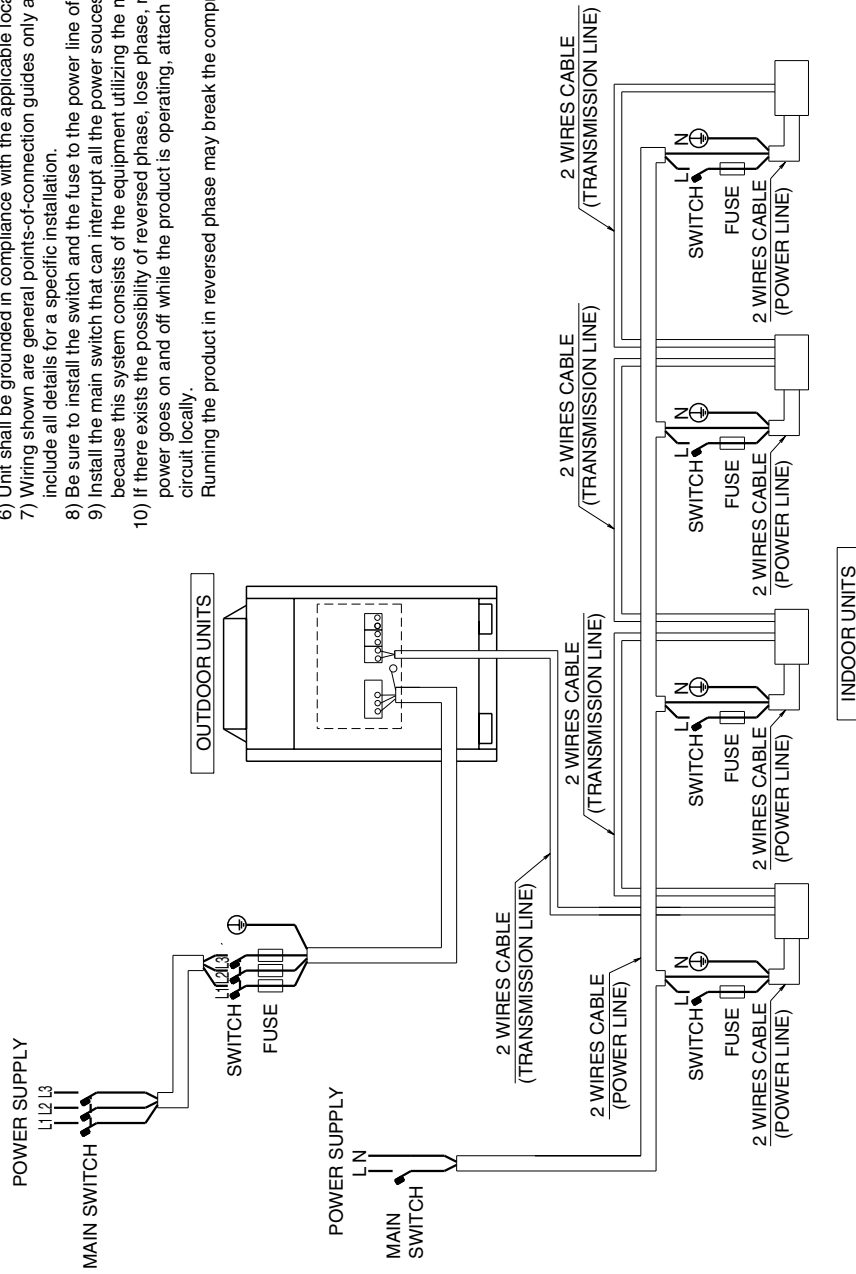 6) Unit shall be grounded in compliance with the applicable
7) Wiring shown are general points-of-connection guides only
include all details for a specific installation.
8) Be sure to install the switch and the fuse to the power line of
9) Install the main switch that can interrupt all the power souces
because this system consists of the equipment utilizing the
10) If there exists the possibility of reversed phase, lose phase,
power goes on and off while the product is operating, attach
circuit locally.
Running the product in reversed phase may break the
POWER SUPPLY
L1 L2 L3
MAIN SWITCH
L1 L2 L3
SWITCH
FUSE
OUTDOOR UNITS
POWER SUPPLY
L N
MAIN
SWITCH
2 WIRES CABLE
(TRANSMISSION LINE)
2 WIRES CABLE
(POWER LINE)
2 WIRES CABLE
(TRANSMISSION LINE)
2 WIRES CABLE
(TRANSMISSION LINE)
2 WIRES CABLE
(TRANSMISSION LINE)
L N
SWITCH
FUSE
2 WIRES CABLE
(POWER LINE)
L N
SWITCH
FUSE
2 WIRES CABLE
(POWER LINE)
L N
SWITCH
FUSE
2 WIRES CABLE
(POWER LINE)
L N
SWITCH
FUSE
2 WIRES CABLE
(POWER LINE)
INDOOR UNITS